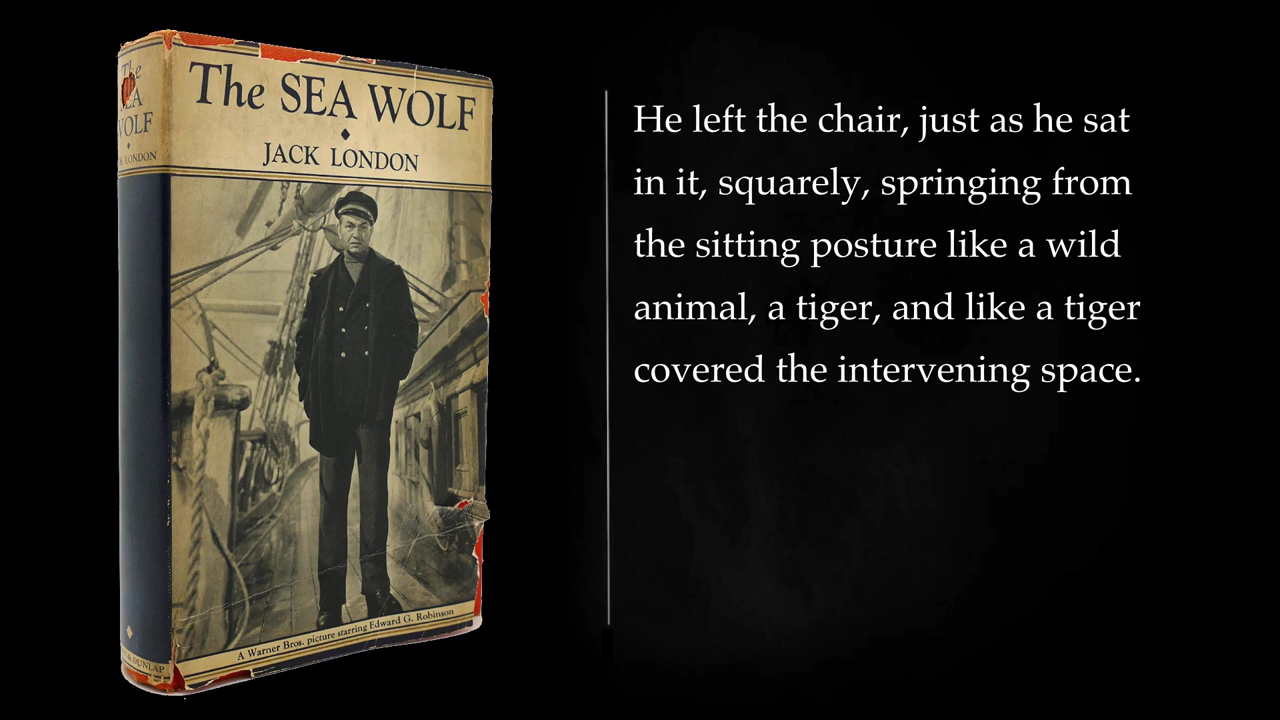 The
SEA
WOLF
LONDON
DUNLAP
The SEA WOLF
JACK LONDON
A Warner Bros. picture starring Edward G. Robinson
He left the chair, just as he sat
in it, squarely, springing from
the sitting posture like a wild
animal, a tiger, and like a tiger
covered the intervening space.